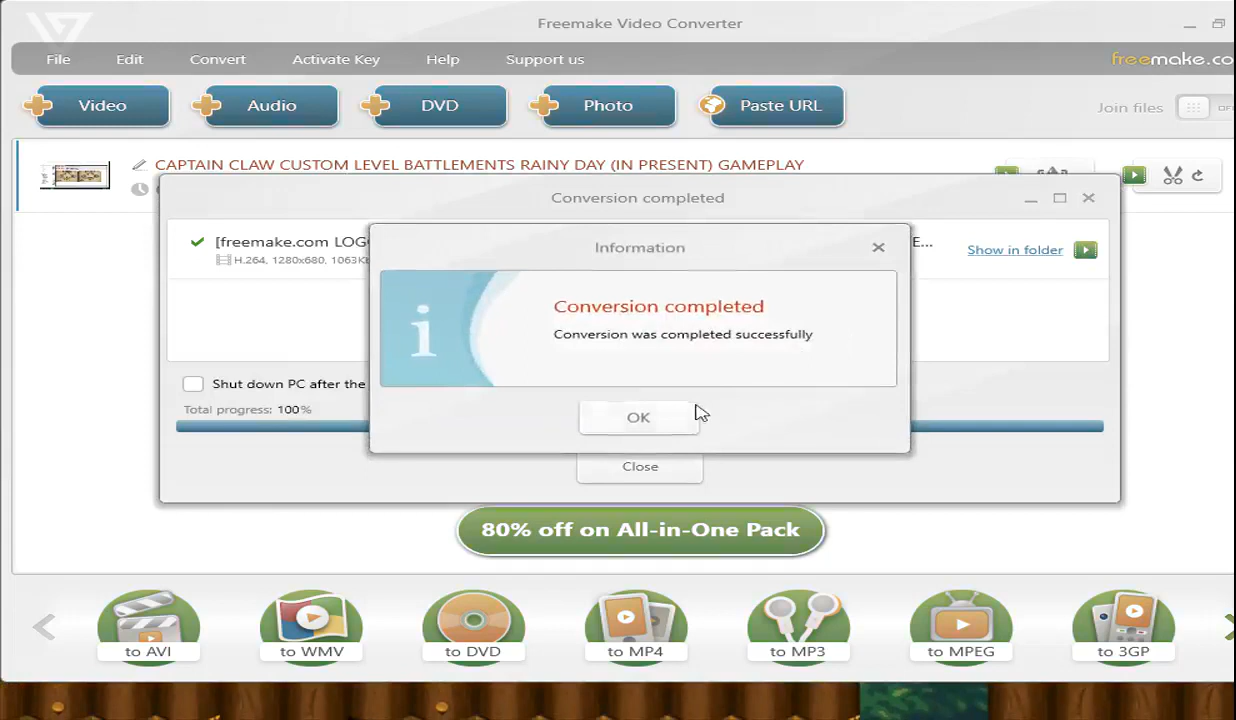 Freemake Video Converter
File Edit Convert Activate Key Help Support us freemake.co
Video Audio DVD Photo Paste URL Join files OFF
CAPTAIN CLAW CUSTOM LEVEL BATTLEMENTS RAINY DAY (IN PRESENT) GAMEPLAY
Conversion completed
[freemake.com LOG E... Show in folder
H.264, 1280x680, 1063Kb
Information
Conversion completed
Conversion was completed successfully
Shut down PC after the
Total progress: 100%
OK
Close
80% off on All-in-One Pack
to AVI to WMV to DVD to MP4 to MP3 to MPEG to 3GP